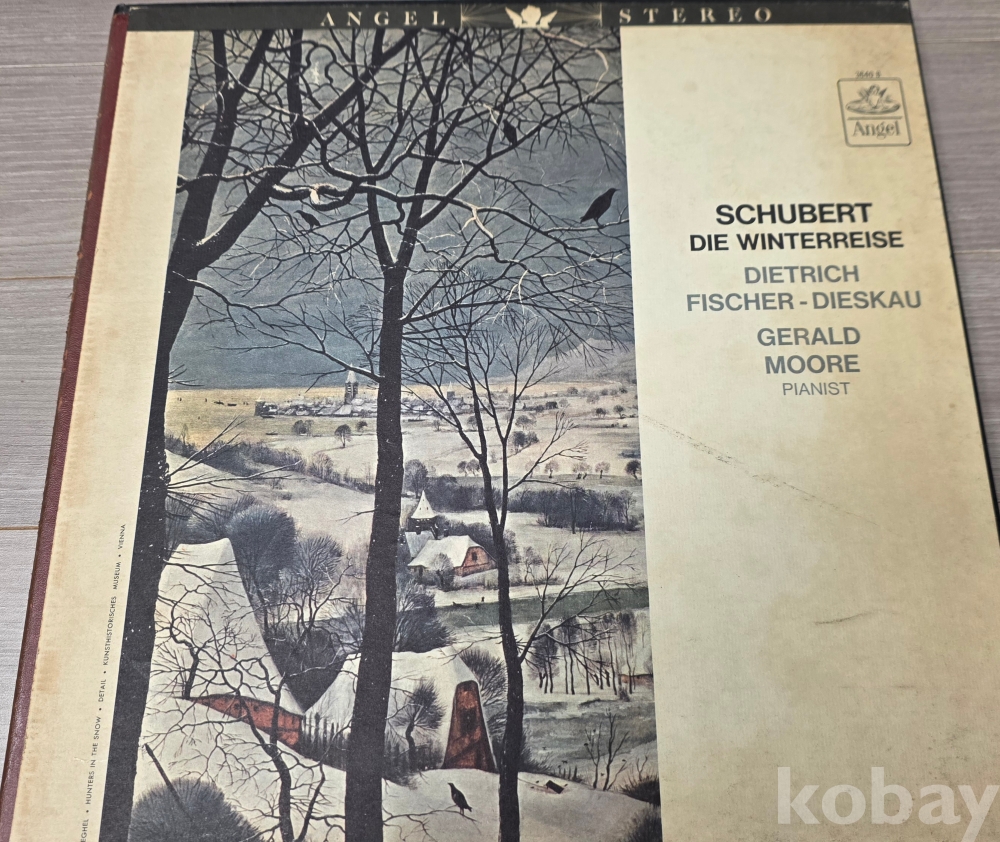 ANGEL STEREO
3640 S
Angel
SCHUBERT
DIE WINTERREISE
DIETRICH
FISCHER-DIESKAU
GERALD
MOORE
PIANIST
HUNTERS IN THE SNOW • DETAIL • KUNSTHISTORISCHES MUSEUM • VIENNA
kobay